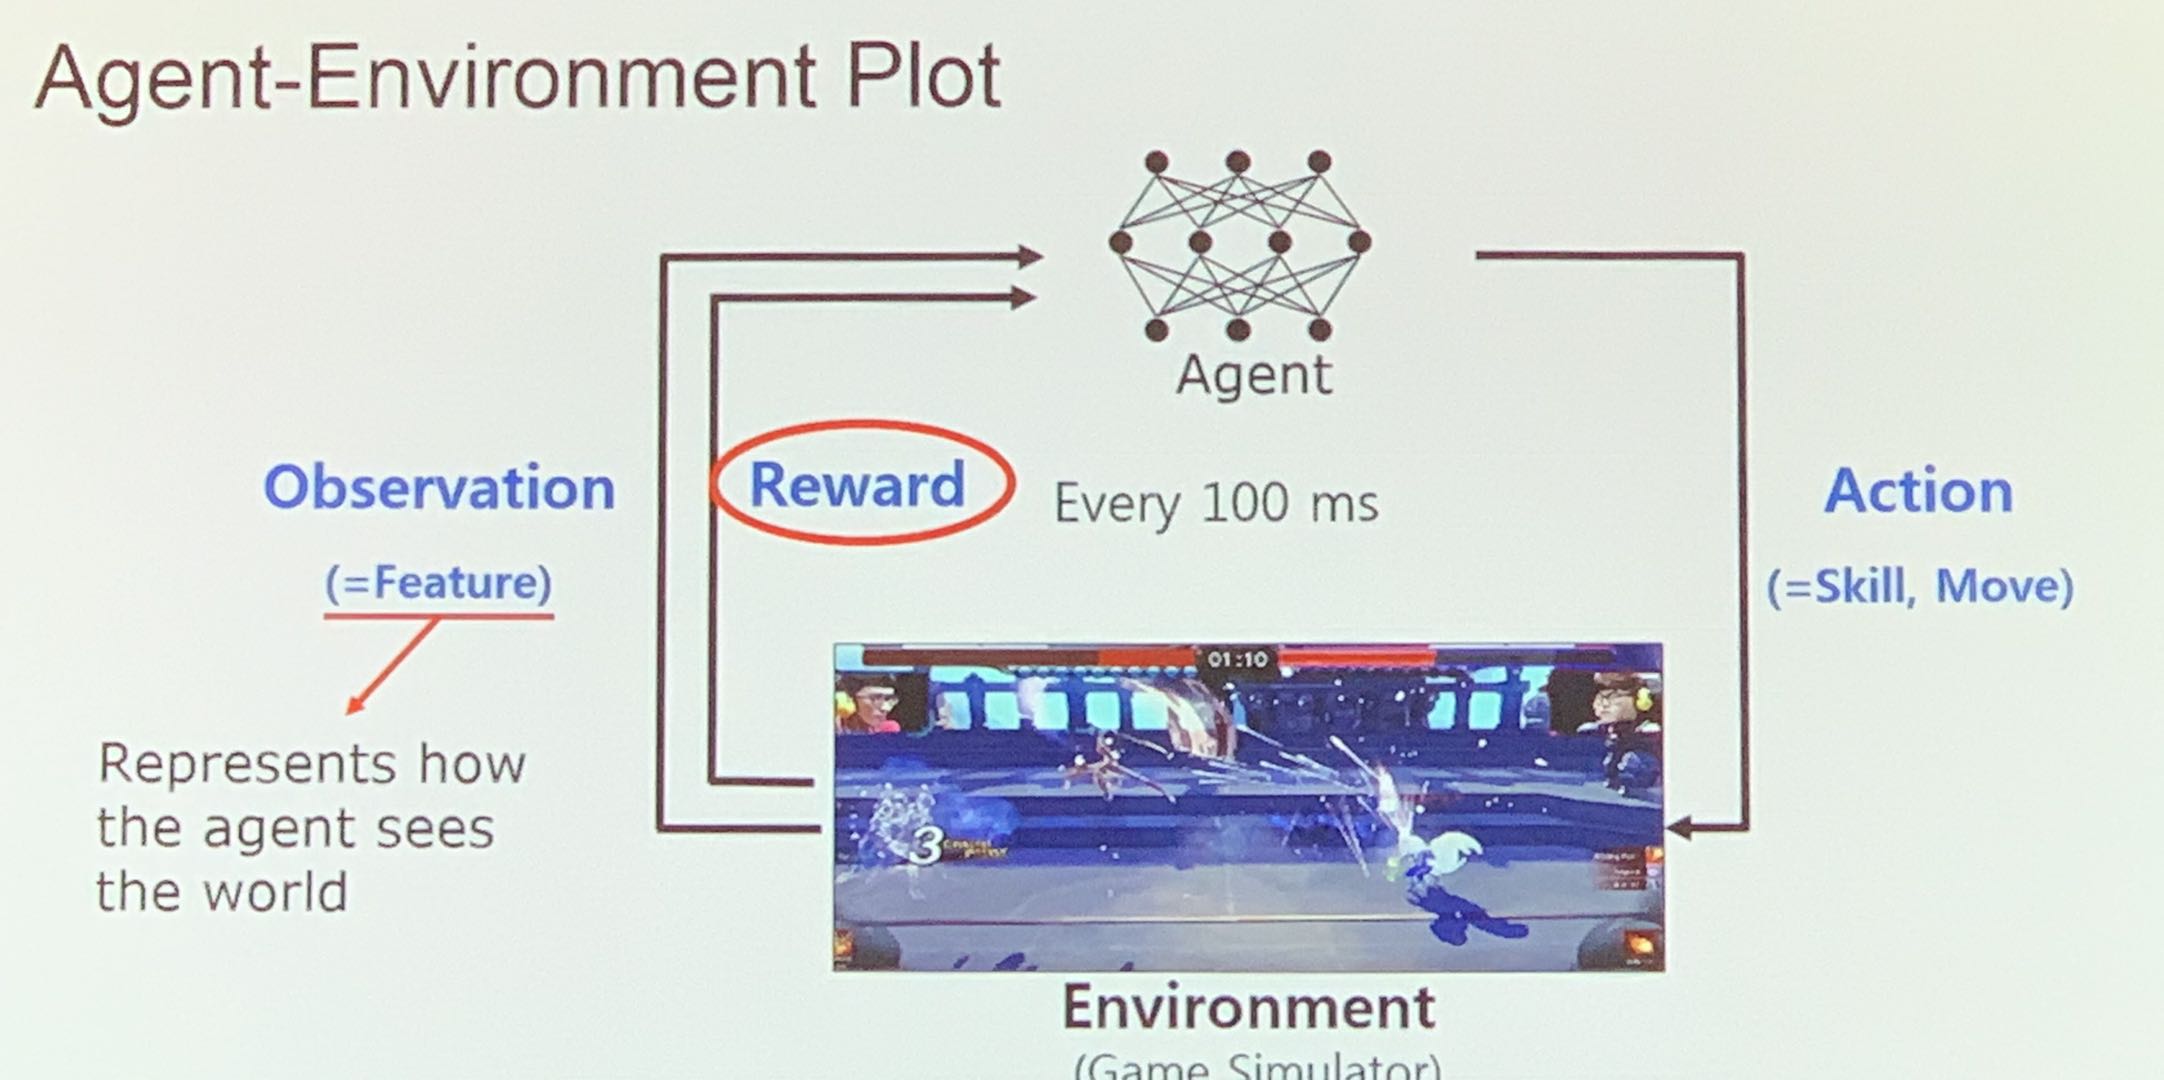 Agent-Environment Plot
Agent
Observation
(=Feature)
Represents how
the agent sees
the world
Reward
Every 100 ms
Action
(=Skill, Move)
01:10
3
Environment
(Game Simulator)